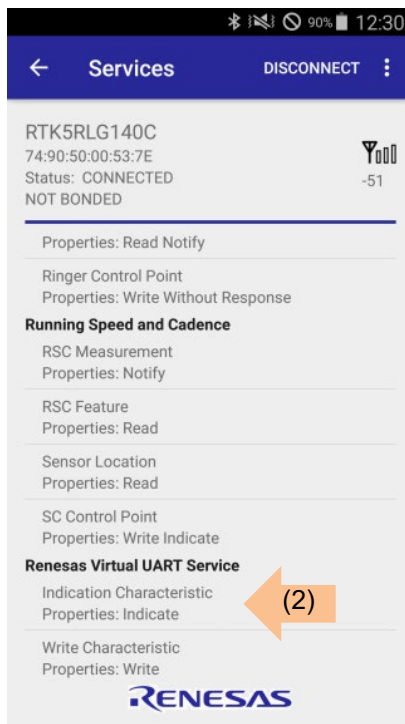 90% 12:30
Services DISCONNECT
RTK5RLG140C
74:90:50:00:53:7E
Status: CONNECTED
-51
NOT BONDED
Properties: Read Notify
Ringer Control Point
Properties: Write Without Response
Running Speed and Cadence
RSC Measurement
Properties: Notify
RSC Feature
Properties: Read
Sensor Location
Properties: Read
SC Control Point
Properties: Write Indicate
Renesas Virtual UART Service
Indication Characteristic
Properties: Indicate
(2)
Write Characteristic
Properties: Write
RENESAS